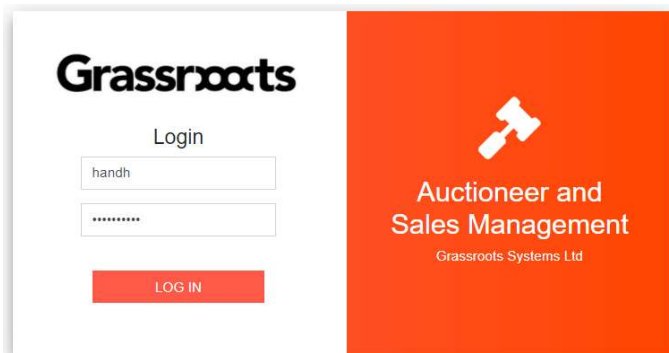 Grassroots
Login
handh
••••••••••
LOG IN
Auctioneer and
Sales Management
Grassroots Systems Ltd